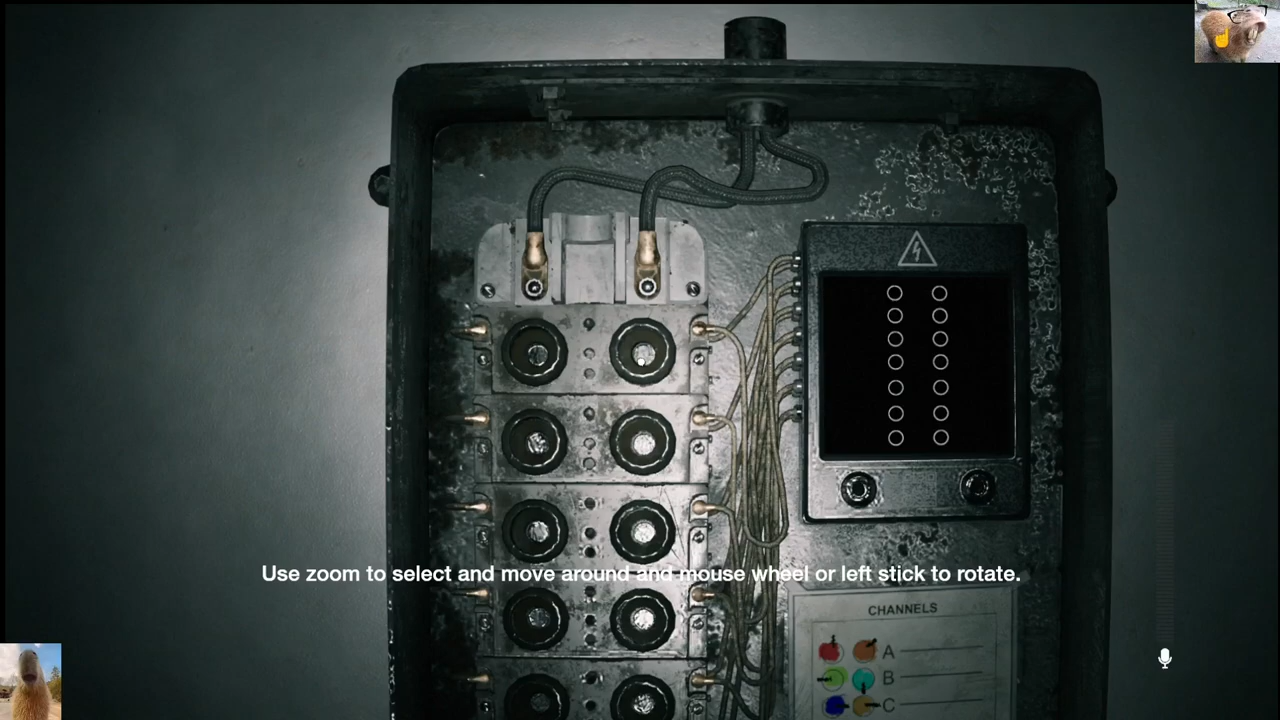 Use zoom to select and move around and mouse wheel or left stick to rotate.
CHANNELS
A
B
C